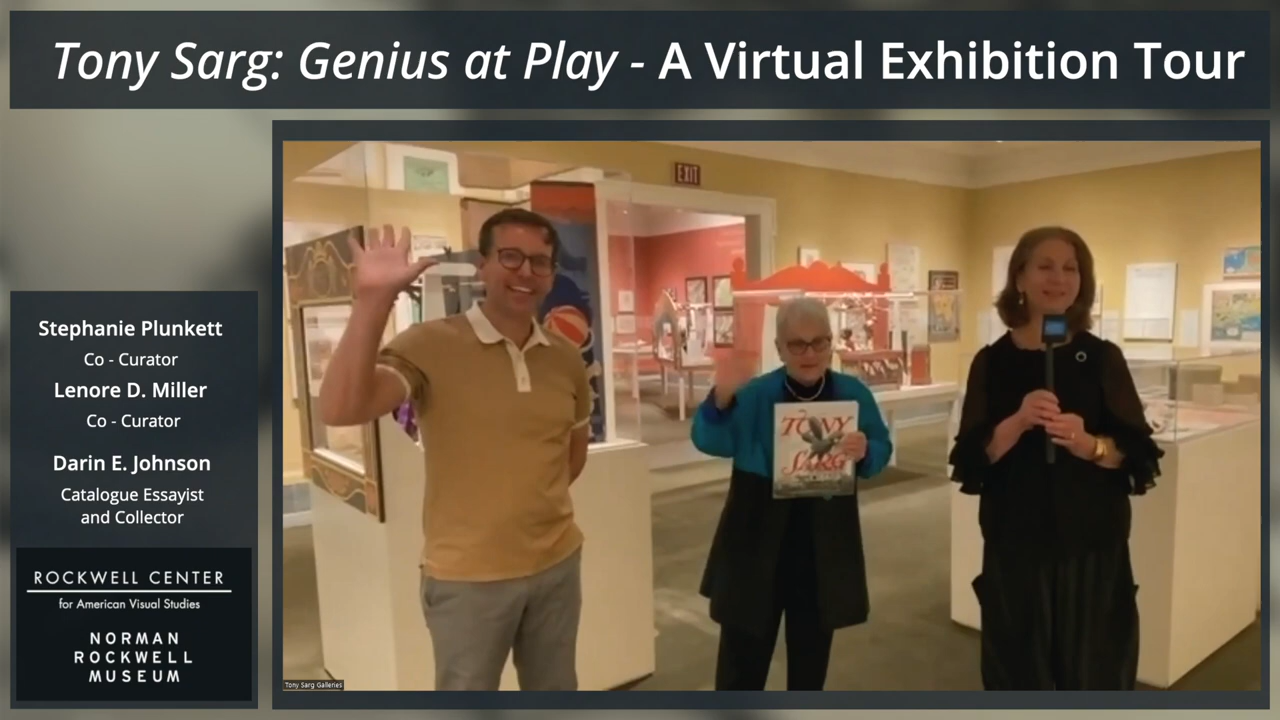 Tony Sarg: Genius at Play - A Virtual Exhibition Tour
EXIT
Stephanie Plunkett
Co - Curator
Lenore D. Miller
Co - Curator
Darin E. Johnson
Catalogue Essayist
and Collector
TONY
SARG
ROCKWELL CENTER
for American Visual Studies
NORMAN
ROCKWELL
MUSEUM
Tony Sarg Galleries